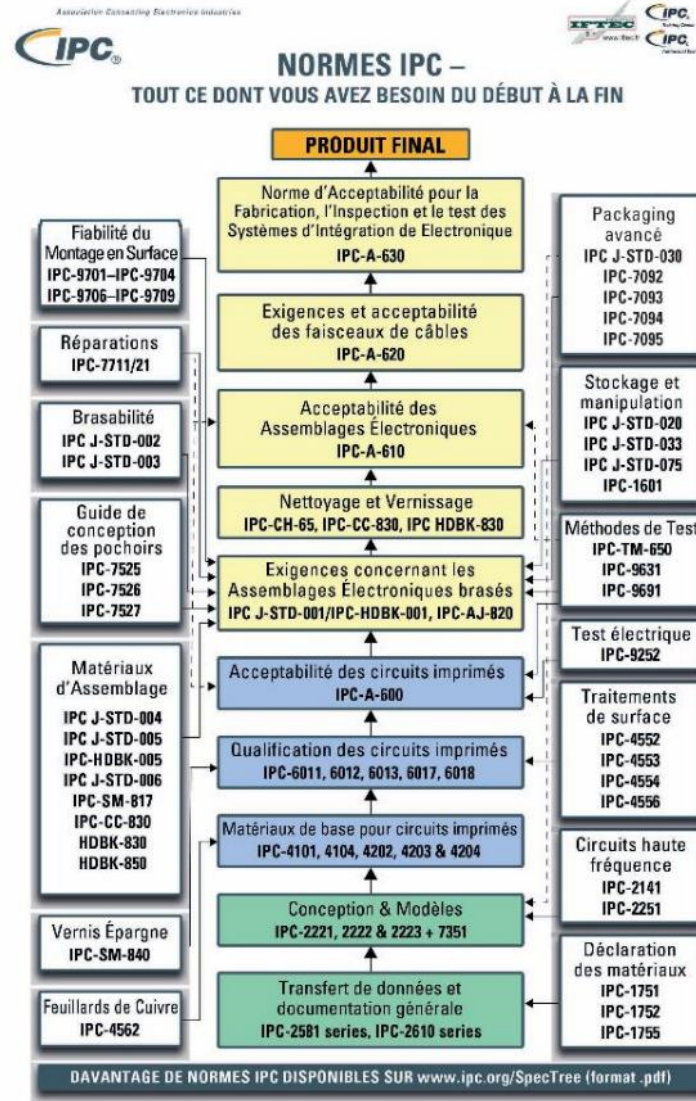 Association Connecting Electronics Industries
IPC®
IFTEC
IPC
IPC
NORMES IPC –
TOUT CE DONT VOUS AVEZ BESOIN DU DÉBUT À LA FIN
PRODUIT FINAL
Norme d'Acceptabilité pour la
Fabrication, l'Inspection et le test des
Systèmes d'Intégration de Electronique
IPC-A-630
Exigences et acceptabilité
des faisceaux de câbles
IPC-A-620
Acceptabilité des
Assemblages Électroniques
IPC-A-610
Nettoyage et Vernissage
IPC-CH-65, IPC-CC-830, IPC HDBK-830
Exigences concernant les
Assemblages Électroniques brasés
IPC J-STD-001/IPC-HDBK-001, IPC-AJ-820
Acceptabilité des circuits imprimés
IPC-A-600
Qualification des circuits imprimés
IPC-6011, 6012, 6013, 6017, 6018
Matériaux de base pour circuits imprimés
IPC-4101, 4104, 4202, 4203 & 4204
Conception & Modèles
IPC-2221, 2222 & 2223 + 7351
Transfert de données et
documentation générale
IPC-2581 series, IPC-2610 series
Fiabilité du
Montage en Surface
IPC-9701–IPC-9704
IPC-9706–IPC-9709
Réparations
IPC-7711/21
Brasabilité
IPC J-STD-002
IPC J-STD-003
Guide de
conception
des pochoirs
IPC-7525
IPC-7526
IPC-7527
Matériaux
d'Assemblage
IPC J-STD-004
IPC J-STD-005
IPC-HDBK-005
IPC J-STD-006
IPC-SM-817
IPC-CC-830
HDBK-830
HDBK-850
Vernis Épargne
IPC-SM-840
Feuillards de Cuivre
IPC-4562
Packaging
avancé
IPC J-STD-030
IPC-7092
IPC-7093
IPC-7094
IPC-7095
Stockage et
manipulation
IPC J-STD-020
IPC J-STD-033
IPC J-STD-075
IPC-1601
Méthodes de Test
IPC-TM-650
IPC-9631
IPC-9691
Test électrique
IPC-9252
Traitements
de surface
IPC-4552
IPC-4553
IPC-4554
IPC-4556
Circuits haute
fréquence
IPC-2141
IPC-2251
Déclaration
des matériaux
IPC-1751
IPC-1752
IPC-1755
DAVANTAGE DE NORMES IPC DISPONIBLES SUR www.ipc.org/SpecTree (format .pdf)